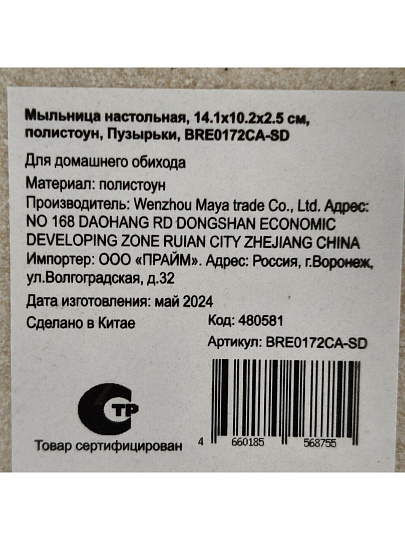 Мыльница настольная, 14.1х10.2х2.5 см,
полистоун, Пузырьки, BRE0172CA-SD
Для домашнего обихода
Материал: полистоун
Производитель: Wenzhou Maya trade Co., Ltd. Адрес:
NO 168 DAOHANG RD DONGSHAN ECONOMIC
DEVELOPING ZONE RUIAN CITY ZHEJIANG CHINA
Импортер: ООО «ПРАЙМ». Адрес: Россия, г.Воронеж,
ул.Волгоградская, д.32
Дата изготовления: май 2024
Сделано в Китае
Код: 480581
Артикул: BRE0172CA-SD
СТР
Товар сертифицирован
4 660185 568755